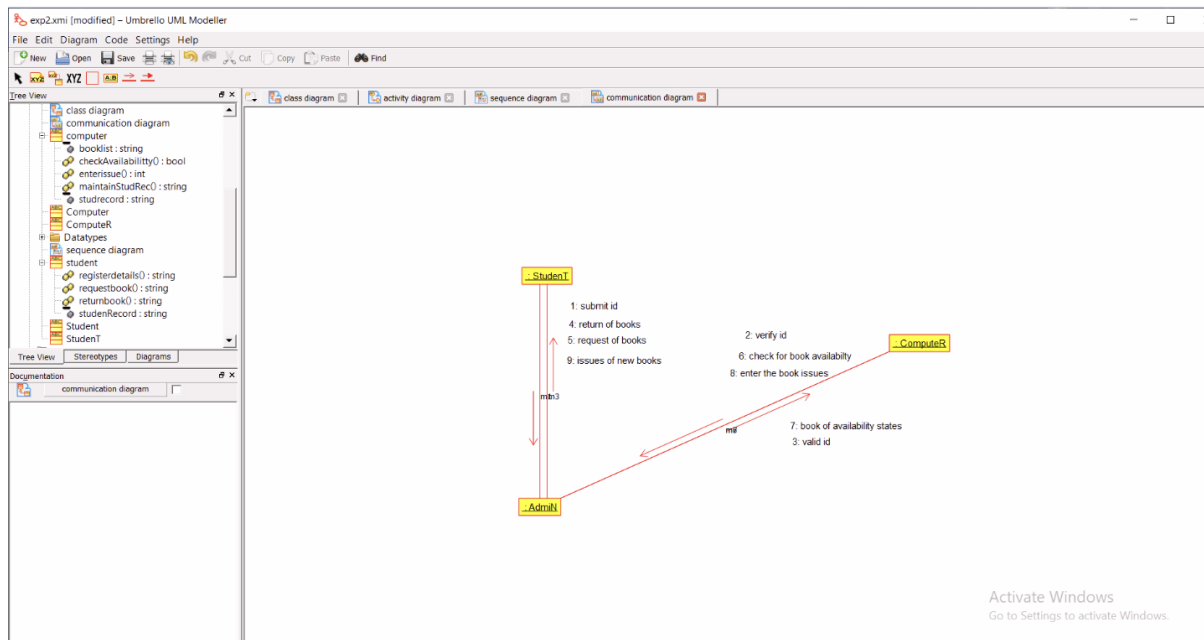 exp2.xmi [modified] – Umbrello UML Modeller
File Edit Diagram Code Settings Help
New Open Save Cut Copy Paste Find
XYZ XYZ A.B
Tree View
class diagram activity diagram sequence diagram communication diagram
class diagram
communication diagram
computer
booklist : string
checkAvailabilitty() : bool
enterissue() : int
maintainStudRec() : string
studrecord : string
Computer
ComputeR
Datatypes
sequence diagram
student
registerdetails() : string
requestbook() : string
returnbook() : string
studenRecord : string
Student
StudenT
Tree View Stereotypes Diagrams
Documentation
communication diagram
: StudenT
1: submit id
4: return of books
5: request of books
9: issues of new books
2: verify id
6: check for book availabilty
8: enter the book issues
: ComputeR
7: book of availability states
3: valid id
: AdmiN
Activate Windows
Go to Settings to activate Windows.